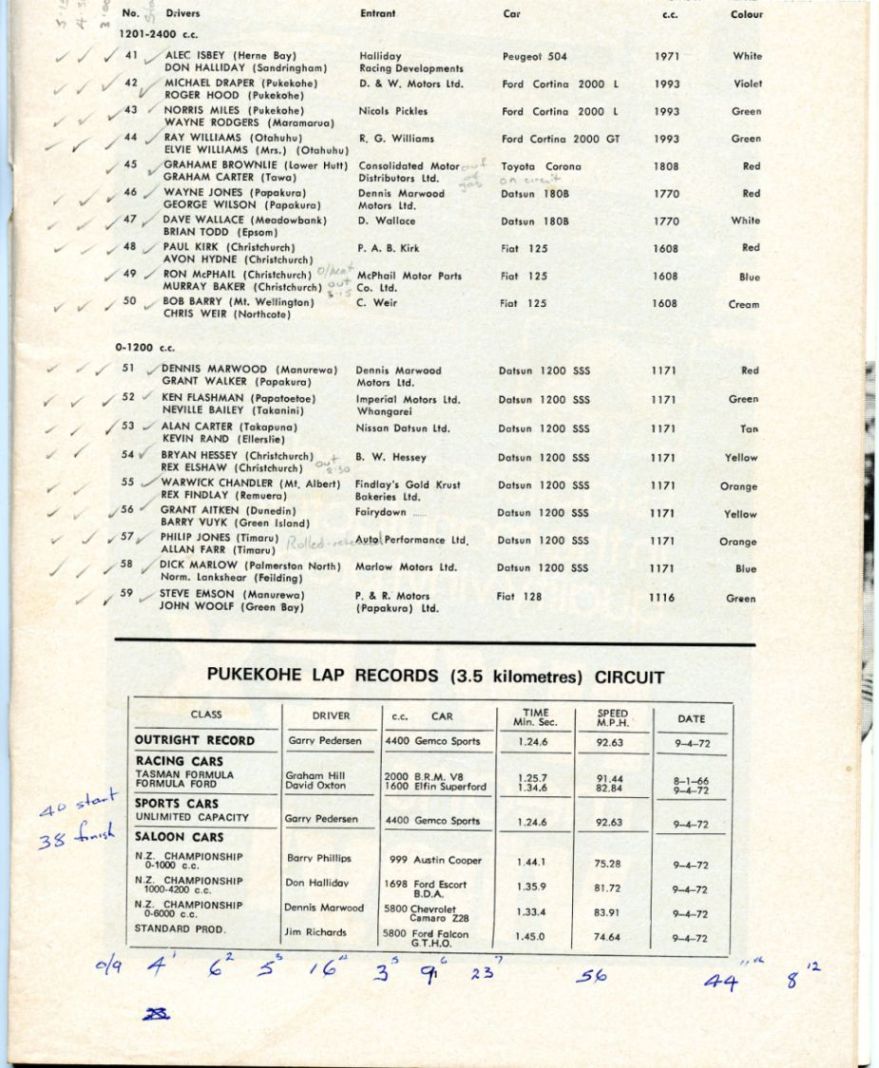 No. Drivers Entrant Car c.c. Colour
1201-2400 c.c.
41 ALEC ISBEY (Herne Bay) Halliday Peugeot 504 1971 White
DON HALLIDAY (Sandringham) Racing Developments
42 MICHAEL DRAPER (Pukekohe) D. & W. Motors Ltd. Ford Cortina 2000 L 1993 Violet
ROGER HOOD (Pukekohe)
43 NORRIS MILES (Pukekohe) Nicols Pickles Ford Cortina 2000 L 1993 Green
WAYNE RODGERS (Maramarua)
44 RAY WILLIAMS (Otahuhu) R. G. Williams Ford Cortina 2000 GT 1993 Green
ELVIE WILLIAMS (Mrs.) (Otahuhu)
45 GRAHAME BROWNLIE (Lower Hutt) Consolidated Motor out of gas Toyota Corona 1808 Red
GRAHAM CARTER (Tawa) Distributors Ltd. on circuit
46 WAYNE JONES (Papakura) Dennis Marwood Datsun 180B 1770 Red
GEORGE WILSON (Papakura) Motors Ltd.
47 DAVE WALLACE (Meadowbank) D. Wallace Datsun 180B 1770 White
BRIAN TODD (Epsom)
48 PAUL KIRK (Christchurch) P. A. B. Kirk Fiat 125 1608 Red
AVON HYDNE (Christchurch)
49 RON McPHAIL (Christchurch) o/heat McPhail Motor Parts Fiat 125 1608 Blue
MURRAY BAKER (Christchurch) out Co. Ltd.
50 BOB BARRY (Mt. Wellington) C. Weir Fiat 125 1608 Cream
CHRIS WEIR (Northcote)
0-1200 c.c.
51 DENNIS MARWOOD (Manurewa) Dennis Marwood Datsun 1200 SSS 1171 Red
GRANT WALKER (Papakura) Motors Ltd.
52 KEN FLASHMAN (Papatoetoe) Imperial Motors Ltd. Datsun 1200 SSS 1171 Green
NEVILLE BAILEY (Takanini) Whangarei
53 ALAN CARTER (Takapuna) Nissan Datsun Ltd. Datsun 1200 SSS 1171 Tan
KEVIN RAND (Ellerslie)
54 BRYAN HESSEY (Christchurch) B. W. Hessey Datsun 1200 SSS 1171 Yellow
REX ELSHAW (Christchurch) out 2.30
55 WARWICK CHANDLER (Mt. Albert) Findlay's Gold Krust Datsun 1200 SSS 1171 Orange
REX FINDLAY (Remuera) Bakeries Ltd.
56 GRANT AITKEN (Dunedin) Fairydown ...... Datsun 1200 SSS 1171 Yellow
BARRY VUYK (Green Island)
57 PHILIP JONES (Timaru) Rolled Auto Performance Ltd. Datsun 1200 SSS 1171 Orange
ALLAN FARR (Timaru)
58 DICK MARLOW (Palmerston North) Marlow Motors Ltd. Datsun 1200 SSS 1171 Blue
Norm. Lankshear (Feilding)
59 STEVE EMSON (Manurewa) P. & R. Motors Fiat 128 1116 Green
JOHN WOOLF (Green Bay) (Papakura) Ltd.
PUKEKOHE LAP RECORDS (3.5 kilometres) CIRCUIT
CLASS DRIVER c.c. CAR TIME Min. Sec. SPEED M.P.H. DATE
OUTRIGHT RECORD Garry Pedersen 4400 Gemco Sports 1.24.6 92.63 9-4-72
RACING CARS
TASMAN FORMULA Graham Hill 2000 B.R.M. V8 1.25.7 91.44 8-1-66
FORMULA FORD David Oxton 1600 Elfin Superford 1.34.6 82.84 9-4-72
40 start
SPORTS CARS
UNLIMITED CAPACITY Garry Pedersen 4400 Gemco Sports 1.24.6 92.63 9-4-72
38 finish
SALOON CARS
N.Z. CHAMPIONSHIP Barry Phillips 999 Austin Cooper 1.44.1 75.28 9-4-72
0-1000 c.c.
N.Z. CHAMPIONSHIP Don Halliday 1698 Ford Escort 1.35.9 81.72 9-4-72
1000-4200 c.c. B.D.A.
N.Z. CHAMPIONSHIP Dennis Marwood 5800 Chevrolet 1.33.4 83.91 9-4-72
0-6000 c.c. Camaro Z28
STANDARD PROD. Jim Richards 5800 Ford Falcon 1.45.0 74.64 9-4-72
G.T.H.O.
o/a 4 1 6 2 5 3 16 4 3 5 9 6 23 7 56 44 8 12